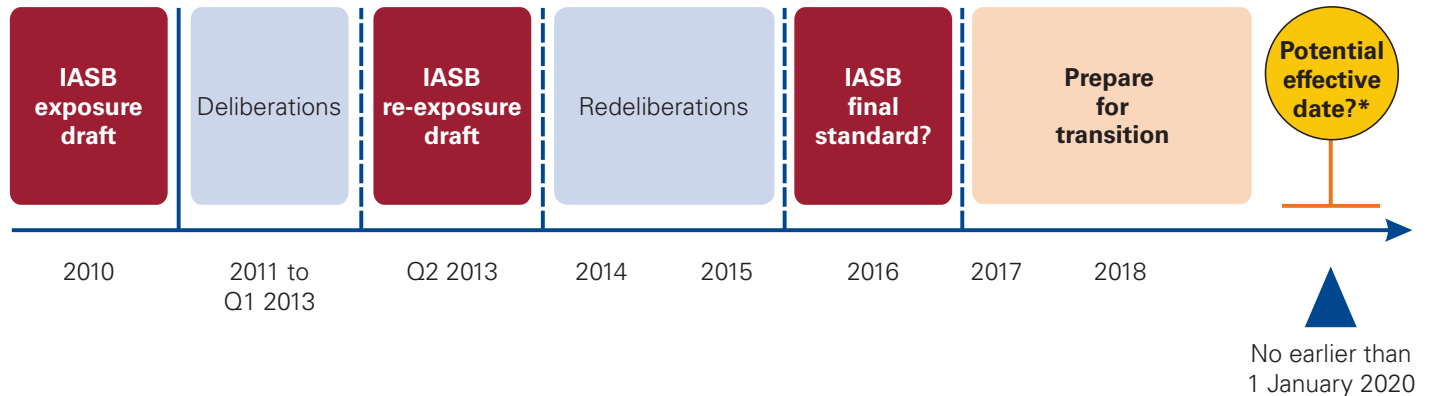 IASB
exposure
draft
Deliberations
IASB
re-exposure
draft
Redeliberations
IASB
final
standard?
Prepare
for
transition
Potential
effective
date?*
2010
2011 to
Q1 2013
Q2 2013
2014
2015
2016
2017
2018
No earlier than
1 January 2020